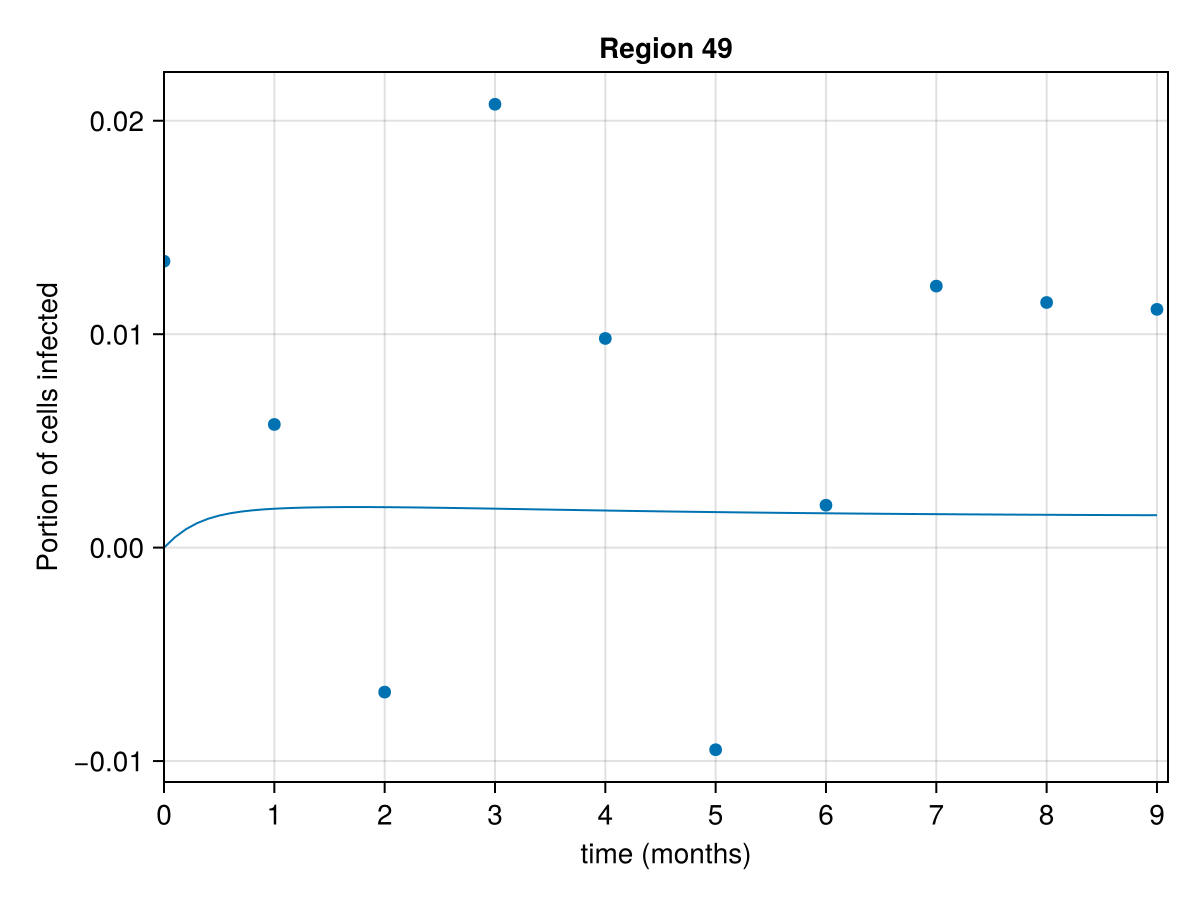 Region 49
Portion of cells infected
0.02
0.01
0.00
−0.01
0 1 2 3 4 5 6 7 8 9
time (months)